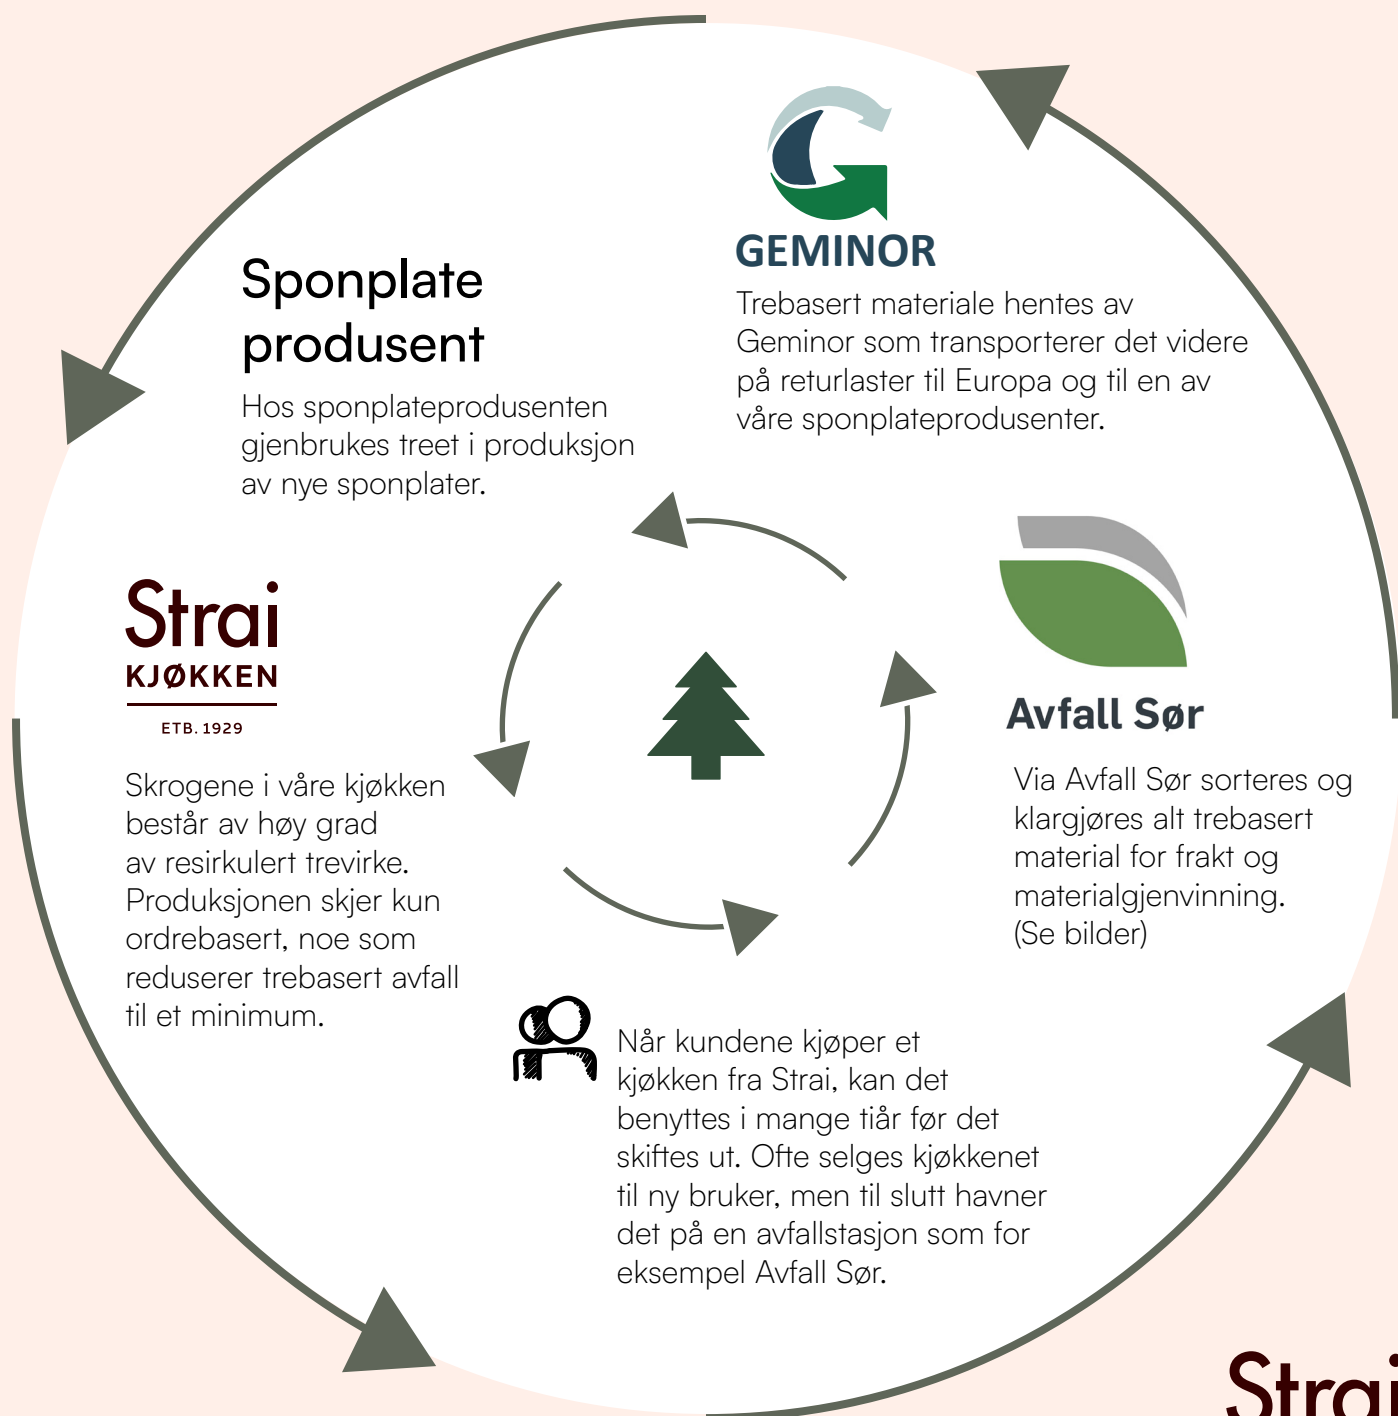 GEMINOR
Trebasert materiale hentes av
Geminor som transporterer det videre
på returlaster til Europa og til en av
våre sponplateprodusenter.
Sponplate
produsent
Hos sponplateprodusenten
gjenbrukes treet i produksjon
av nye sponplater.
Strai
KJØKKEN
ETB. 1929
Skrogene i våre kjøkken
består av høy grad
av resirkulert trevirke.
Produksjonen skjer kun
ordrebasert, noe som
reduserer trebasert avfall
til et minimum.
Avfall Sør
Via Avfall Sør sorteres og
klargjøres alt trebasert
material for frakt og
materialgjenvinning.
(Se bilder)
Når kundene kjøper et
kjøkken fra Strai, kan det
benyttes i mange tiår før det
skiftes ut. Ofte selges kjøkkenet
til ny bruker, men til slutt havner
det på en avfallstasjon som for
eksempel Avfall Sør.
Strai